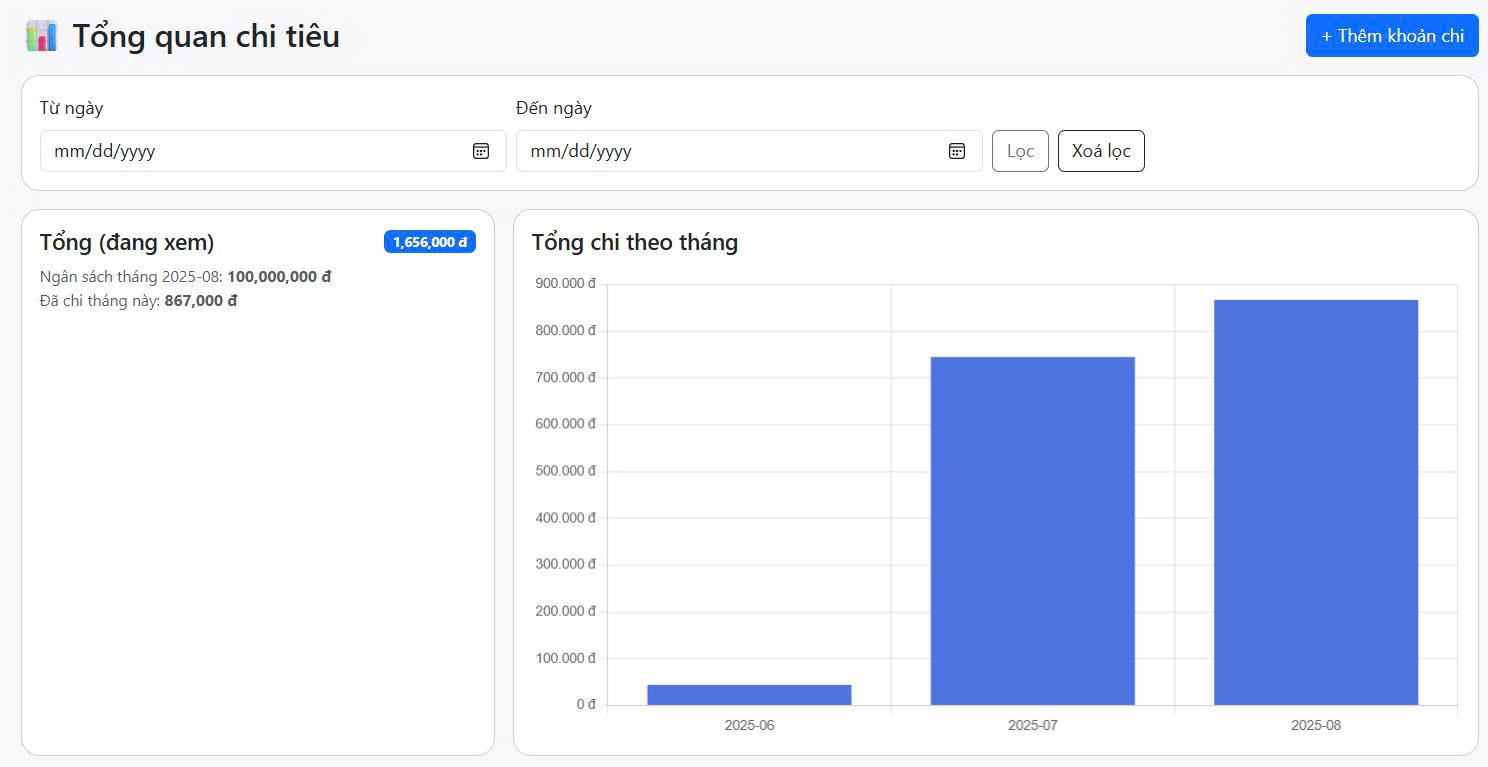 Tổng quan chi tiêu
+ Thêm khoản chi
Từ ngày
Đến ngày
mm/dd/yyyy
mm/dd/yyyy
Lọc
Xoá lọc
Tổng (đang xem)
1,656,000 đ
Ngân sách tháng 2025-08: 100,000,000 đ
Đã chi tháng này: 867,000 đ
Tổng chi theo tháng
900.000 đ
800.000 đ
700.000 đ
600.000 đ
500.000 đ
400.000 đ
300.000 đ
200.000 đ
100.000 đ
0 đ
2025-06
2025-07
2025-08